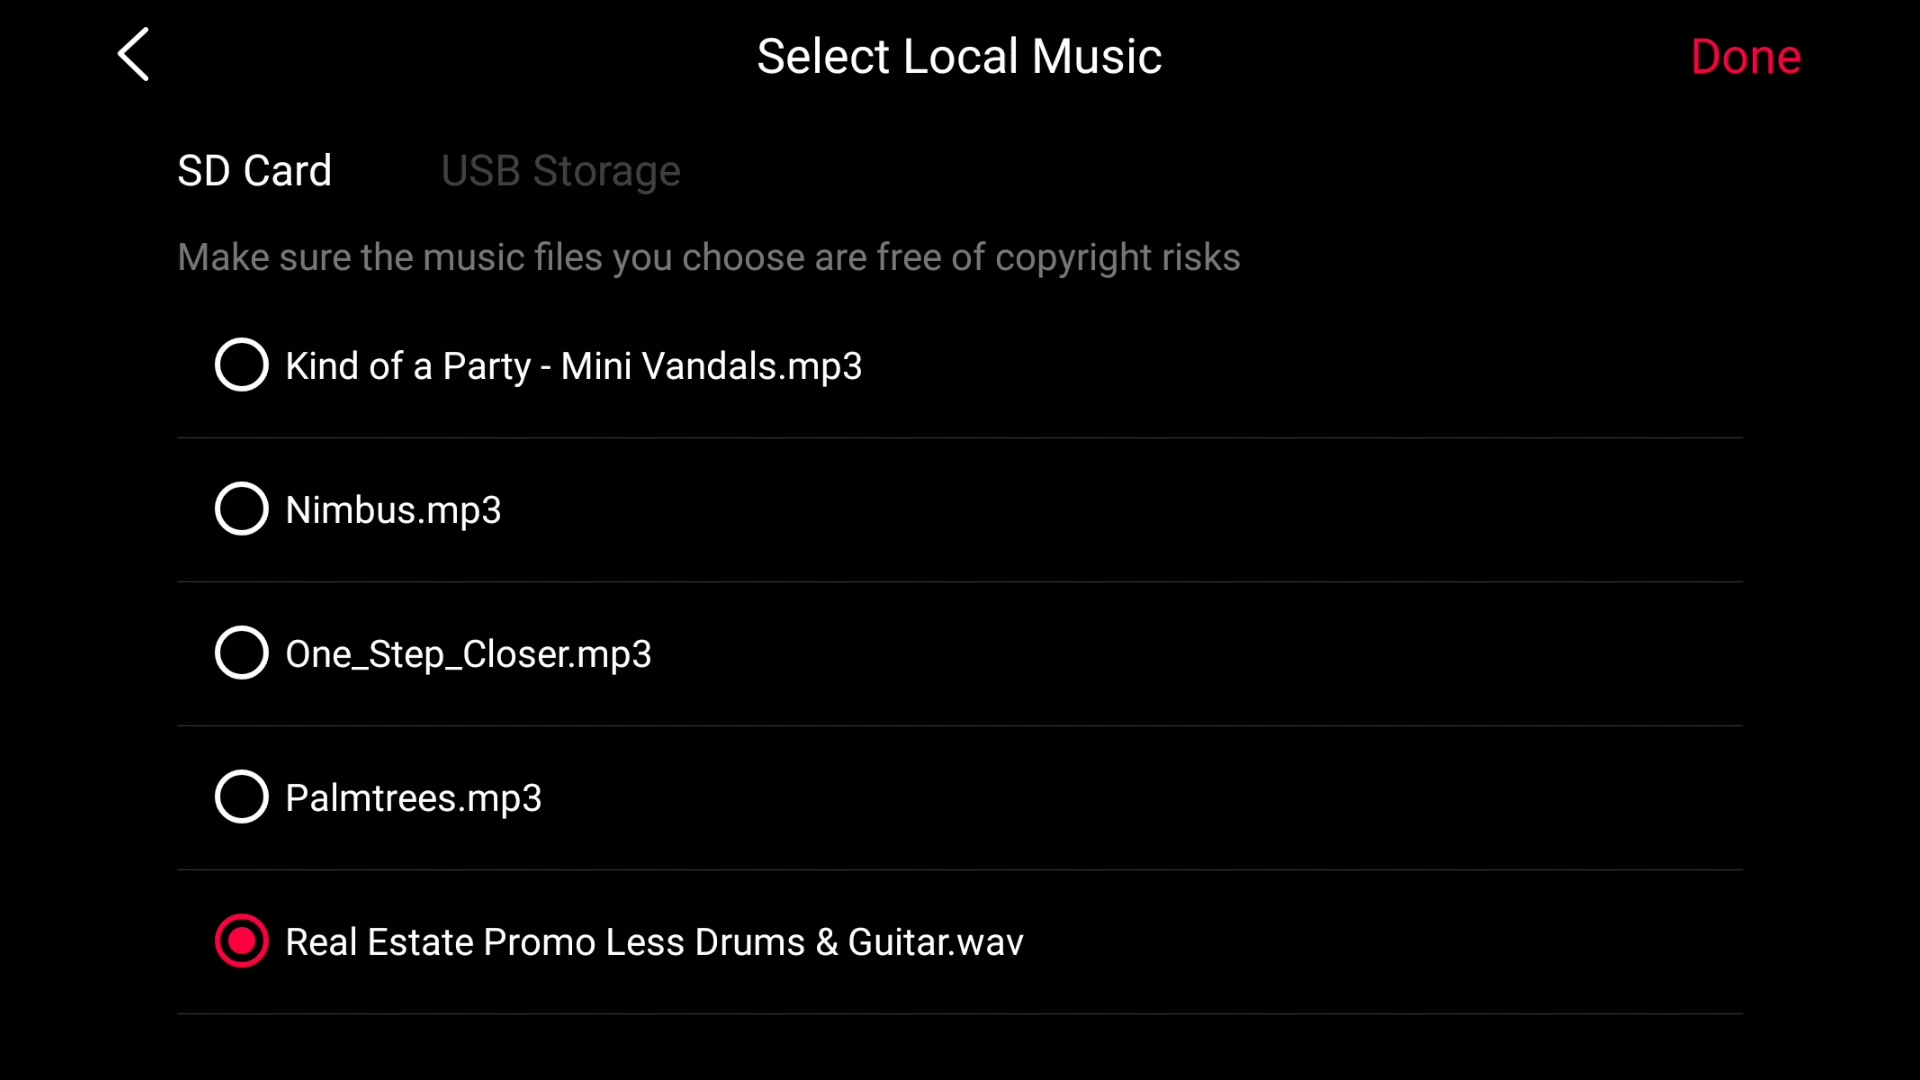 Select Local Music
Done
SD Card
USB Storage
Make sure the music files you choose are free of copyright risks
Kind of a Party - Mini Vandals.mp3
Nimbus.mp3
One_Step_Closer.mp3
Palmtrees.mp3
Real Estate Promo Less Drums & Guitar.wav